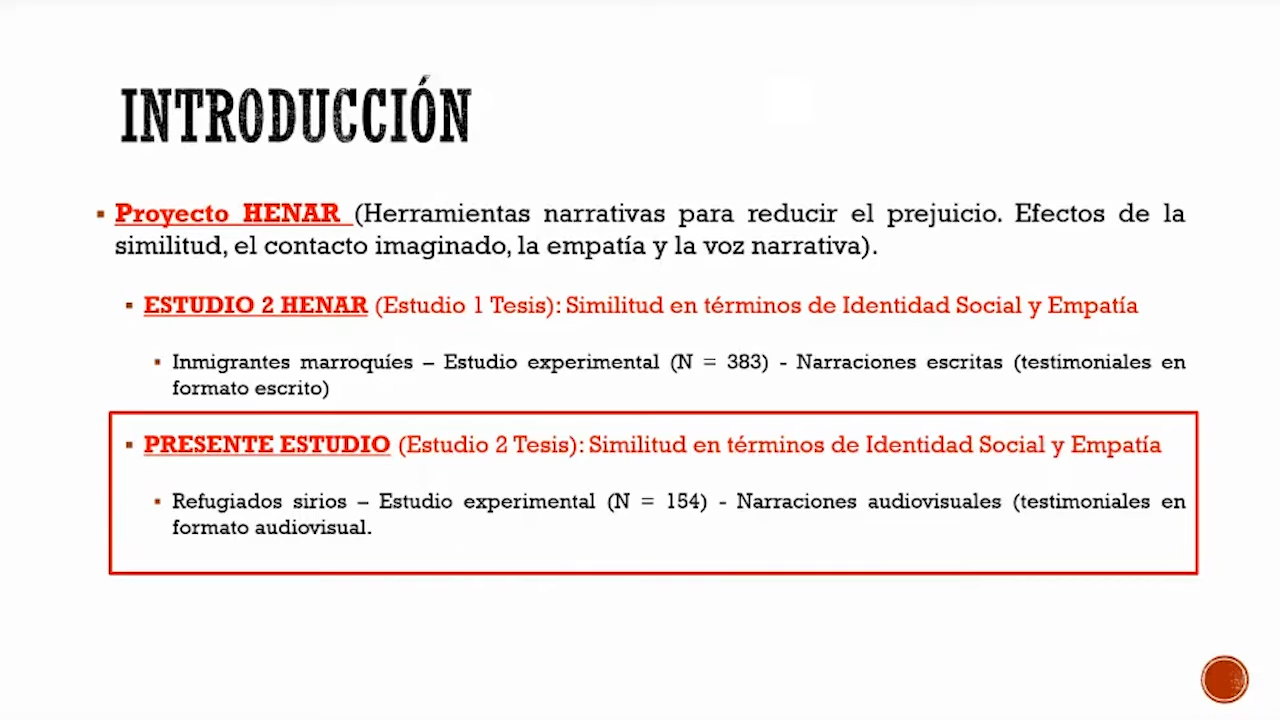 INTRODUCCIÓN
Proyecto HENAR (Herramientas narrativas para reducir el prejuicio. Efectos de la
similitud, el contacto imaginado, la empatía y la voz narrativa).
ESTUDIO 2 HENAR (Estudio 1 Tesis): Similitud en términos de Identidad Social y Empatía
Inmigrantes marroquíes – Estudio experimental (N = 383) - Narraciones escritas (testimoniales en
formato escrito)
PRESENTE ESTUDIO (Estudio 2 Tesis): Similitud en términos de Identidad Social y Empatía
Refugiados sirios – Estudio experimental (N = 154) - Narraciones audiovisuales (testimoniales en
formato audiovisual.